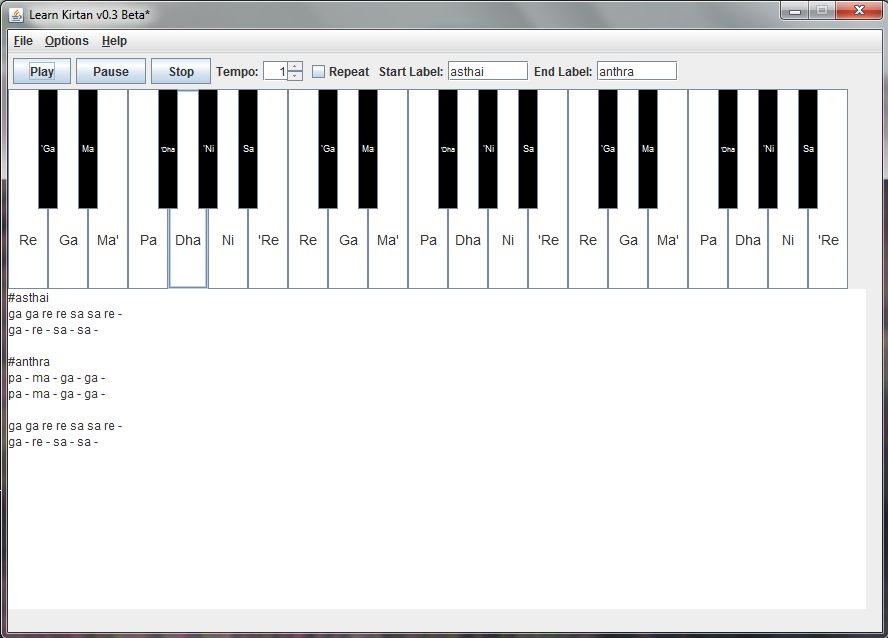 Learn Kirtan v0.3 Beta*
File Options Help
Play Pause Stop Tempo: 1 Repeat Start Label: asthai End Label: anthra
'Ga Ma 'Dha 'Ni Sa 'Ga Ma 'Dha 'Ni Sa 'Ga Ma 'Dha 'Ni Sa
Re Ga Ma' Pa Dha Ni 'Re Re Ga Ma' Pa Dha Ni 'Re Re Ga Ma' Pa Dha Ni 'Re
#asthai
ga ga re re sa sa re -
ga - re - sa - sa -
#anthra
pa - ma - ga - ga -
pa - ma - ga - ga -
ga ga re re sa sa re -
ga - re - sa - sa -